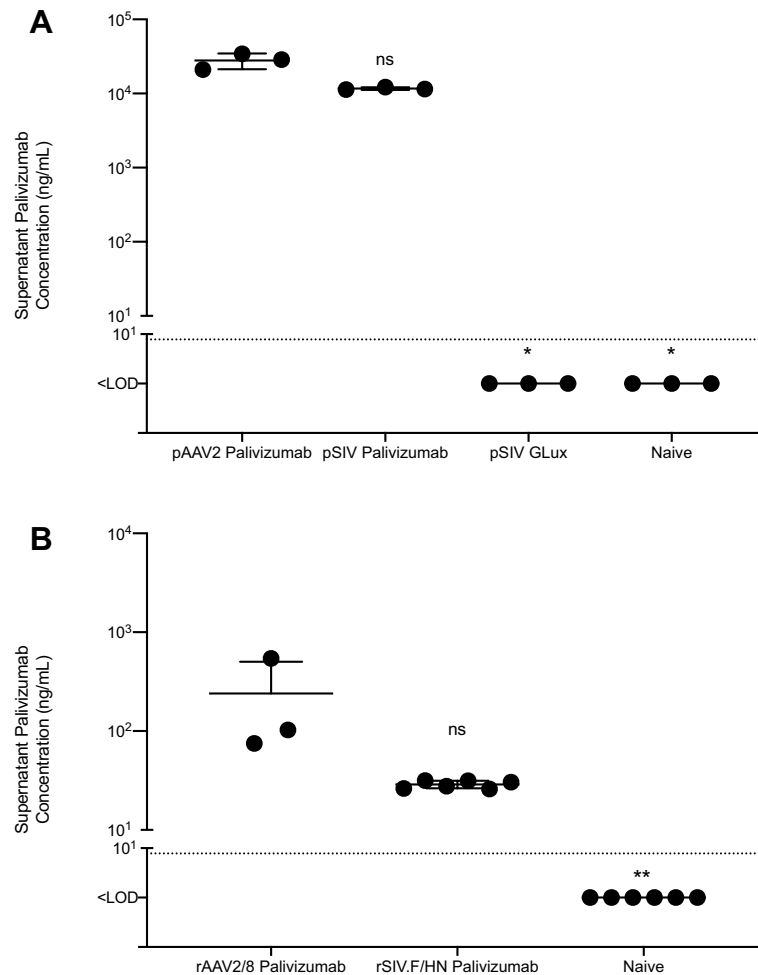 A
Supernatant Palivizumab
Concentration (ng/mL)
10⁵
10⁴
10³
10²
10¹
10¹
<LOD
ns
*
*
pAAV2 Palivizumab
pSIV Palivizumab
pSIV GLux
Naive
B
Supernatant Palivizumab
Concentration (ng/mL)
10⁴
10³
10²
10¹
10¹
<LOD
ns
**
rAAV2/8 Palivizumab
rSIV.F/HN Palivizumab
Naive